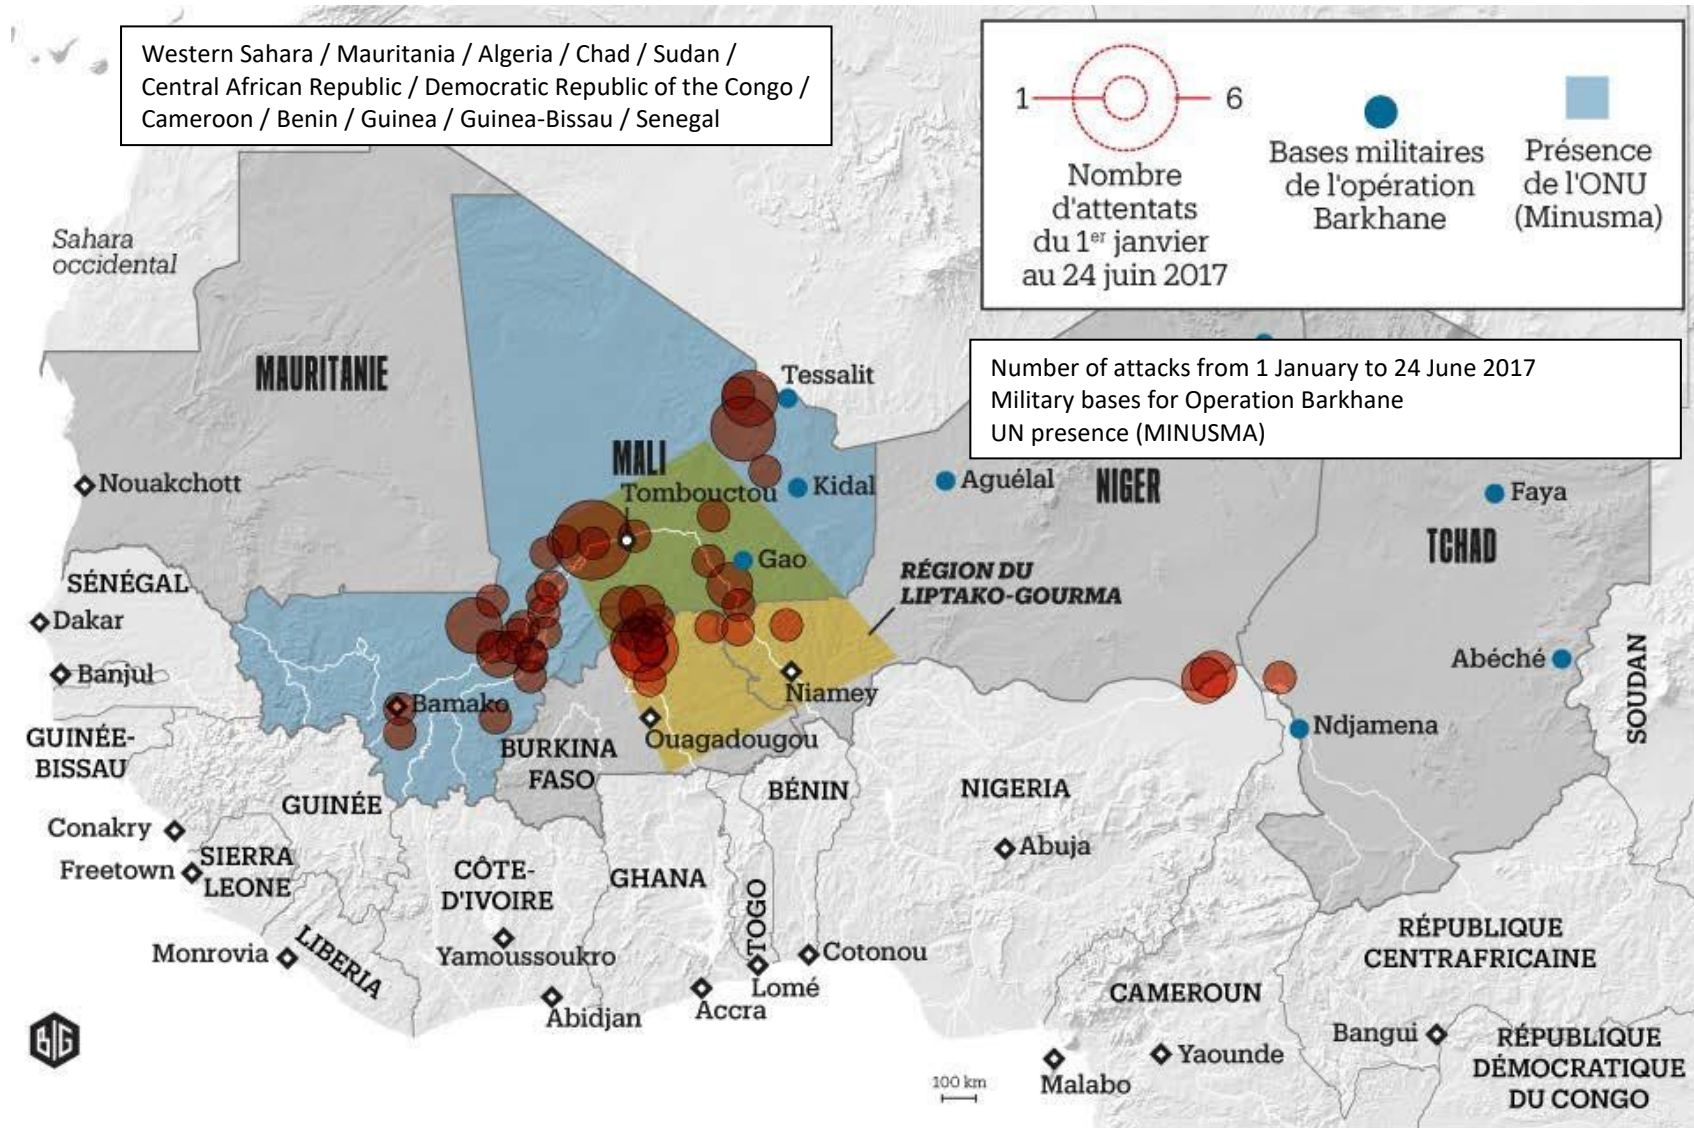 Western Sahara / Mauritania / Algeria / Chad / Sudan /
Central African Republic / Democratic Republic of the Congo /
Cameroon / Benin / Guinea / Guinea-Bissau / Senegal
1
6
Nombre
d'attentats
du 1er janvier
au 24 juin 2017
Bases militaires
de l'opération
Barkhane
Présence
de l'ONU
(Minusma)
Number of attacks from 1 January to 24 June 2017
Military bases for Operation Barkhane
UN presence (MINUSMA)
Sahara
occidental
MAURITANIE
Tessalit
MALI
Tombouctou
Kidal
Aguélal
NIGER
Faya
Nouakchott
TCHAD
Gao
RÉGION DU
LIPTAKO-GOURMA
SÉNÉGAL
Dakar
Banjul
Bamako
Niamey
Abéché
SOUDAN
Ndjamena
GUINÉE-
BISSAU
BURKINA
FASO
Ouagadougou
BÉNIN
NIGERIA
GUINÉE
Conakry
Abuja
Freetown
SIERRA
LEONE
CÔTE-
D'IVOIRE
GHANA
TOGO
Monrovia
LIBERIA
Yamoussoukro
Cotonou
Lomé
Accra
Abidjan
RÉPUBLIQUE
CENTRAFRICAINE
CAMEROUN
Bangui
Yaounde
Malabo
RÉPUBLIQUE
DÉMOCRATIQUE
DU CONGO
100 km
BIG